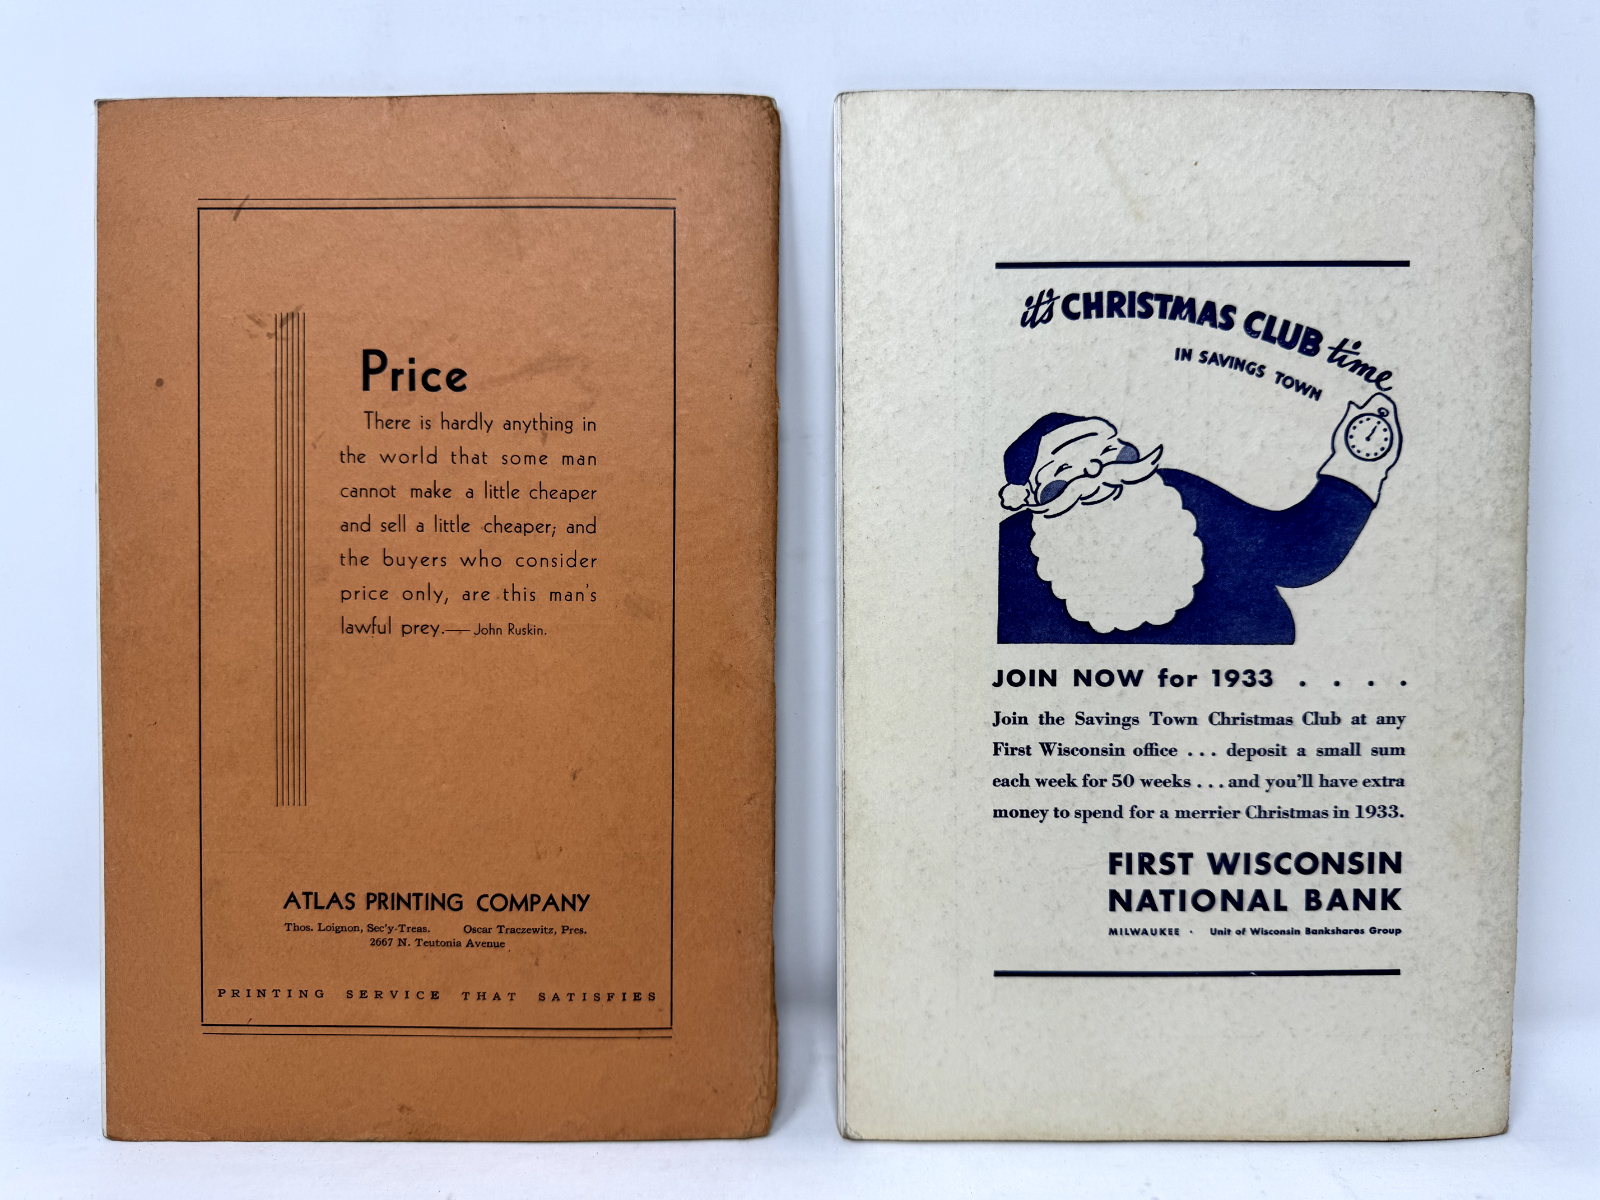 Price
There is hardly anything in
the world that some man
cannot make a little cheaper
and sell a little cheaper; and
the buyers who consider
price only, are this man's
lawful prey.— John Ruskin.
ATLAS PRINTING COMPANY
Thos. Loignon, Sec'y-Treas. Oscar Traczewitz, Pres.
2667 N. Teutonia Avenue
PRINTING SERVICE THAT SATISFIES
it's CHRISTMAS CLUB time
IN SAVINGS TOWN
JOIN NOW for 1933 . . . .
Join the Savings Town Christmas Club at any
First Wisconsin office . . . deposit a small sum
each week for 50 weeks . . . and you'll have extra
money to spend for a merrier Christmas in 1933.
FIRST WISCONSIN
NATIONAL BANK
MILWAUKEE · Unit of Wisconsin Bankshares Group